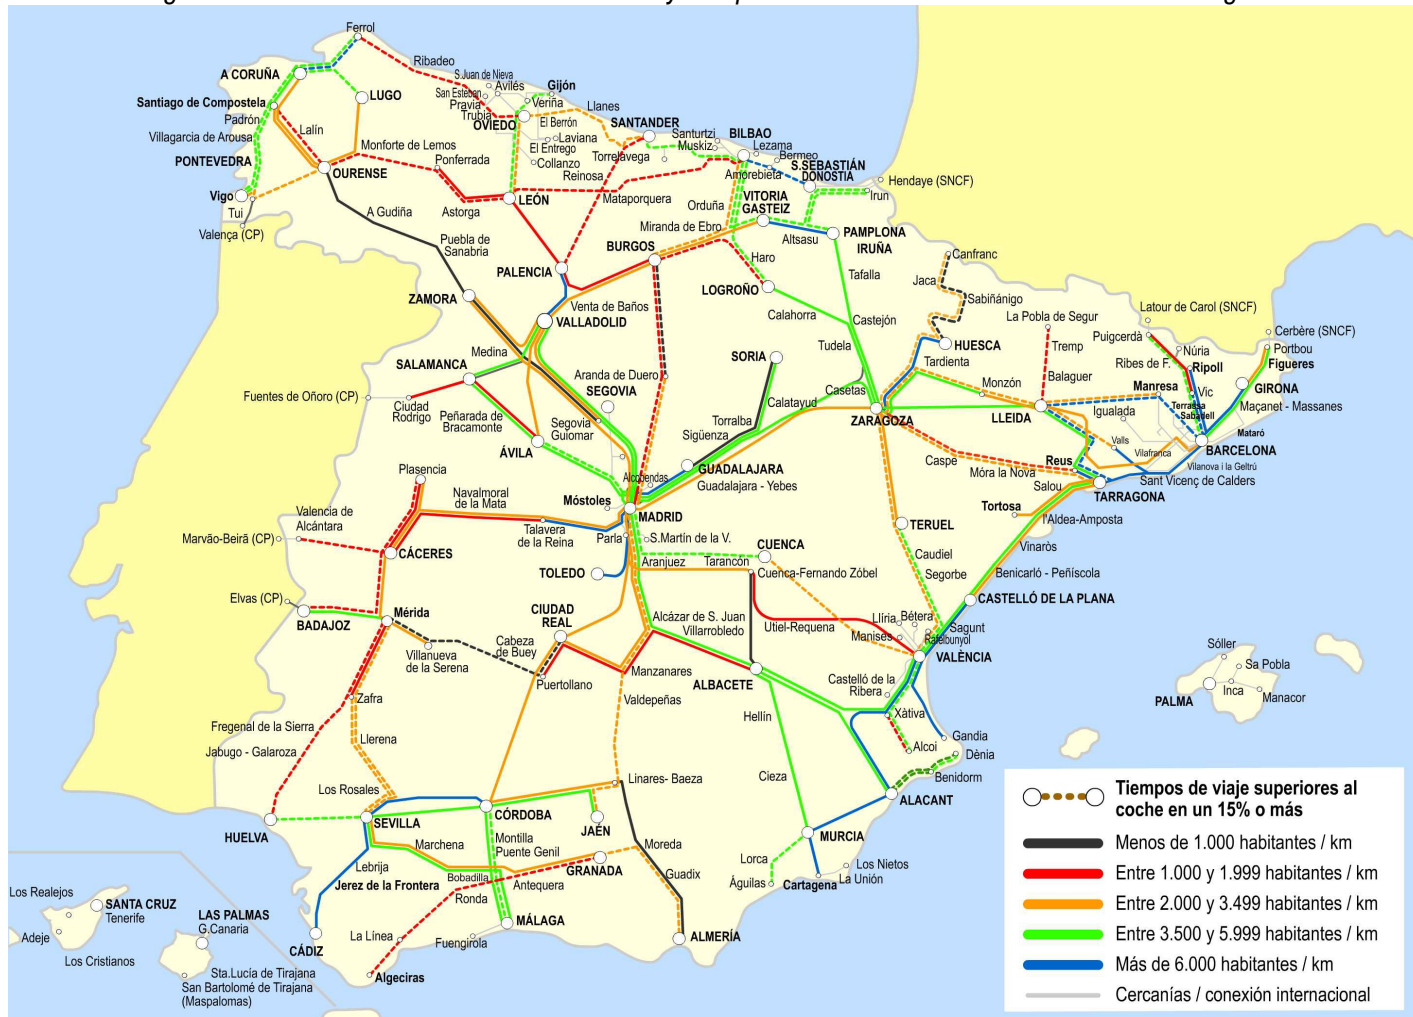 Ferrol
A CORUÑA
Ribadeo
S.Juan de Nieva
Avilés
Gijón
San Esteban
Pravia
Trubia
Veriña
Llanes
OVIEDO
El Berrón
Laviana
El Entrego
Collanzo
LUGO
Santiago de Compostela
Padrón
Villagarcia de Arousa
Lalín
PONTEVEDRA
Monforte de Lemos
OURENSE
Ponferrada
Vigo
Tui
Valença (CP)
SANTANDER
Torrelavega
Reinosa
Santurtzi
Muskiz
BILBAO
Lezama
Bermeo
Amorebieta
S.SEBASTIÁN
DONOSTIA
Hendaye (SNCF)
Irun
Astorga
LEÓN
Mataporquera
Orduña
VITORIA
GASTEIZ
Miranda de Ebro
Altsasu
PAMPLONA
IRUÑA
A Gudiña
Puebla de
Sanabria
BURGOS
PALENCIA
Haro
LOGROÑO
Tafalla
Canfranc
Jaca
Sabiñánigo
ZAMORA
Venta de Baños
VALLADOLID
Calahorra
Castejón
Tudela
HUESCA
Tardienta
La Pobla de Segur
Tremp
Balaguer
Latour de Carol (SNCF)
Puigcerdà
Cerbère (SNCF)
Portbou
Figueres
Núria
Ribes de F.
Ripoll
Vic
GIRONA
Maçanet - Massanes
SALAMANCA
Medina
SORIA
Aranda de Duero
SEGOVIA
Casetas
Monzón
Manresa
Terrassa
Sabadell
Igualada
Mataró
Fuentes de Oñoro (CP)
Ciudad
Rodrigo
Peñarada de
Bracamonte
Segovia
Guiomar
Torralba
Calatayud
ZARAGOZA
LLEIDA
Valls
Vilafranca
BARCELONA
Vilanova i la Geltrú
Sant Vicenç de Calders
ÁVILA
Sigüenza
GUADALAJARA
Guadalajara - Yebes
Alcobendas
Caspe
Móra la Nova
Reus
Salou
TARRAGONA
Plasencia
Móstoles
MADRID
Tortosa
l'Aldea-Amposta
Navalmoral
de la Mata
Valencia de
Alcántara
Talavera
de la Reina
Parla
S.Martín de la V.
TERUEL
Marvão-Beirã (CP)
CÁCERES
CUENCA
Vinaròs
TOLEDO
Aranjuez
Tarancón
Cuenca-Fernando Zóbel
Caudiel
Segorbe
Benicarló - Peñíscola
Elvas (CP)
BADAJOZ
Mérida
CIUDAD
REAL
Alcázar de S. Juan
Villarrobledo
Utiel-Requena
CASTELLÓ DE LA PLANA
Llíria
Bétera
Manises
Rafelbunyol
Sagunt
VALÈNCIA
Villanueva
de la Serena
Cabeza
de Buey
Puertollano
Manzanares
Valdepeñas
ALBACETE
Castelló de la
Ribera
Sóller
Sa Pobla
PALMA
Inca
Manacor
Zafra
Fregenal de la Sierra
Jabugo - Galaroza
Llerena
Hellín
Xátiva
Alcoi
Gandia
Dènia
Benidorm
Los Rosales
Linares- Baeza
Cieza
ALACANT
HUELVA
SEVILLA
CÓRDOBA
JAÉN
MURCIA
Lebrija
Marchena
Montilla
Puente Genil
Moreda
Guadix
Lorca
Águilas
Cartagena
Los Nietos
La Unión
Jerez de la Frontera
Bobadilla
Antequera
Ronda
GRANADA
CÁDIZ
La Línea
Algeciras
Fuengirola
MÁLAGA
ALMERÍA
Los Realejos
SANTA CRUZ
Tenerife
Adeje
Los Cristianos
LAS PALMAS
G.Canaria
Sta.Lucía de Tirajana
San Bartolomé de Tirajana
(Maspalomas)
Tiempos de viaje superiores al
coche en un 15% o más
Menos de 1.000 habitantes / km
Entre 1.000 y 1.999 habitantes / km
Entre 2.000 y 3.499 habitantes / km
Entre 3.500 y 5.999 habitantes / km
Más de 6.000 habitantes / km
Cercanías / conexión internacional